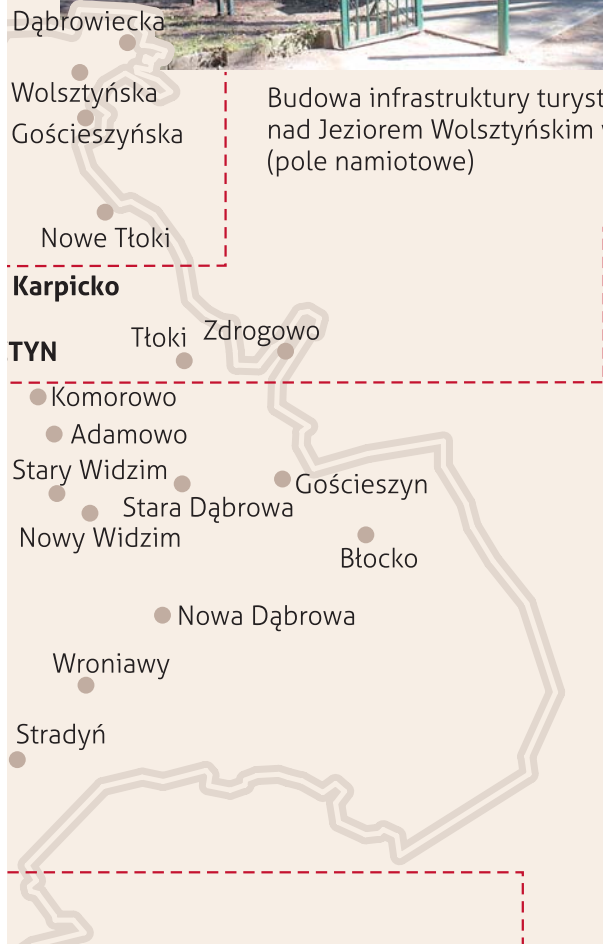 Dąbrowiecka
Wolsztyńska
Gościeszyńska
Nowe Tłoki
Budowa infrastruktury turyst
nad Jeziorem Wolsztyńskim
(pole namiotowe)
Karpicko
TYN
Tłoki
Zdrogowo
Komorowo
Adamowo
Stary Widzim
Stara Dąbrowa
Gościeszyn
Nowy Widzim
Błocko
Nowa Dąbrowa
Wroniawy
Stradyń